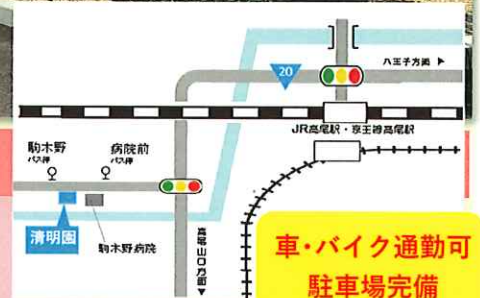 八王子方面 ▶
20
JR高尾駅・京王線高尾駅
駒木野
バス停
病院前
バス停
清明園
駒木野病院
高尾山口方面 ▼
車・バイク通勤可
駐車場完備